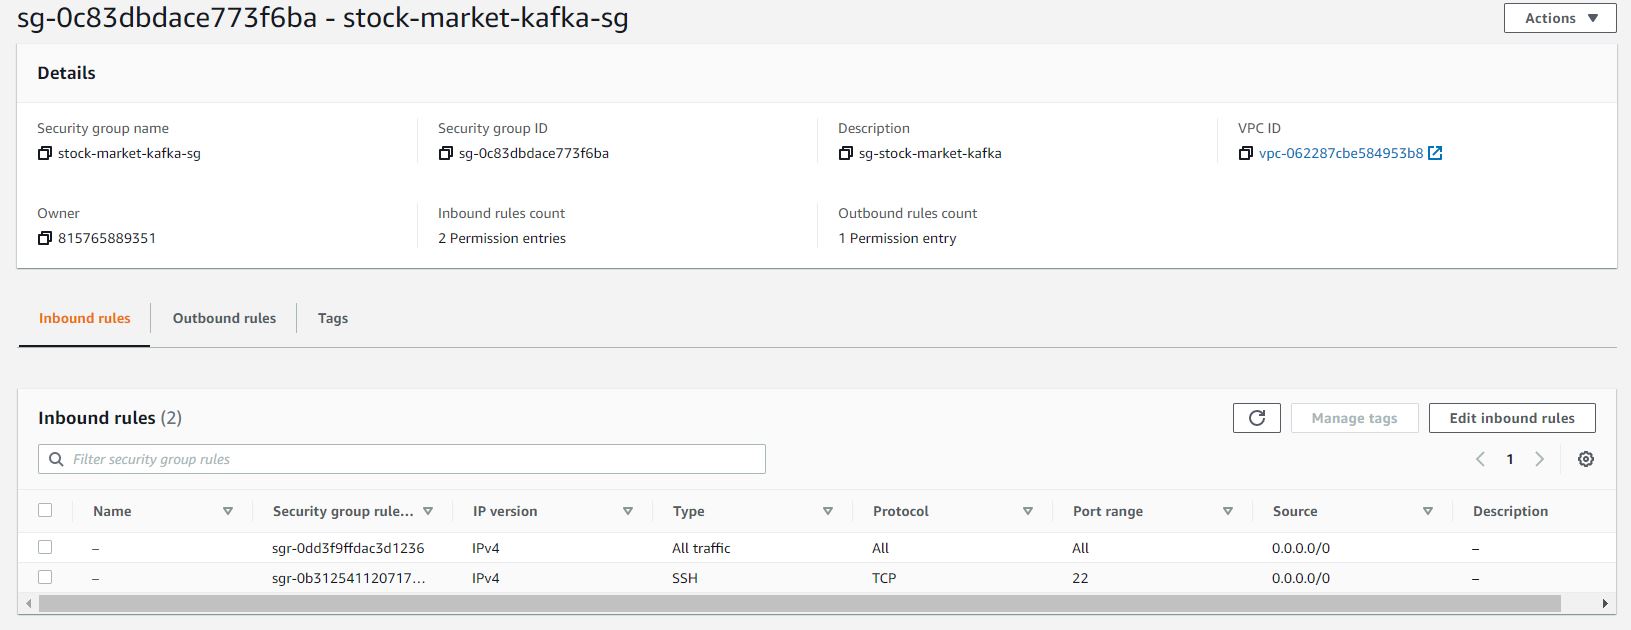 sg-0c83dbdace773f6ba - stock-market-kafka-sg
Actions
Details
Security group name
Security group ID
Description
VPC ID
stock-market-kafka-sg
sg-0c83dbdace773f6ba
sg-stock-market-kafka
vpc-062287cbe584953b8
Owner
Inbound rules count
Outbound rules count
815765889351
2 Permission entries
1 Permission entry
Inbound rules
Outbound rules
Tags
Inbound rules (2)
Manage tags
Edit inbound rules
Filter security group rules
1
Name Security group rule... IP version Type Protocol Port range Source Description
– sgr-0dd3f9ffdac3d1236 IPv4 All traffic All All 0.0.0.0/0 –
– sgr-0b312541120717... IPv4 SSH TCP 22 0.0.0.0/0 –